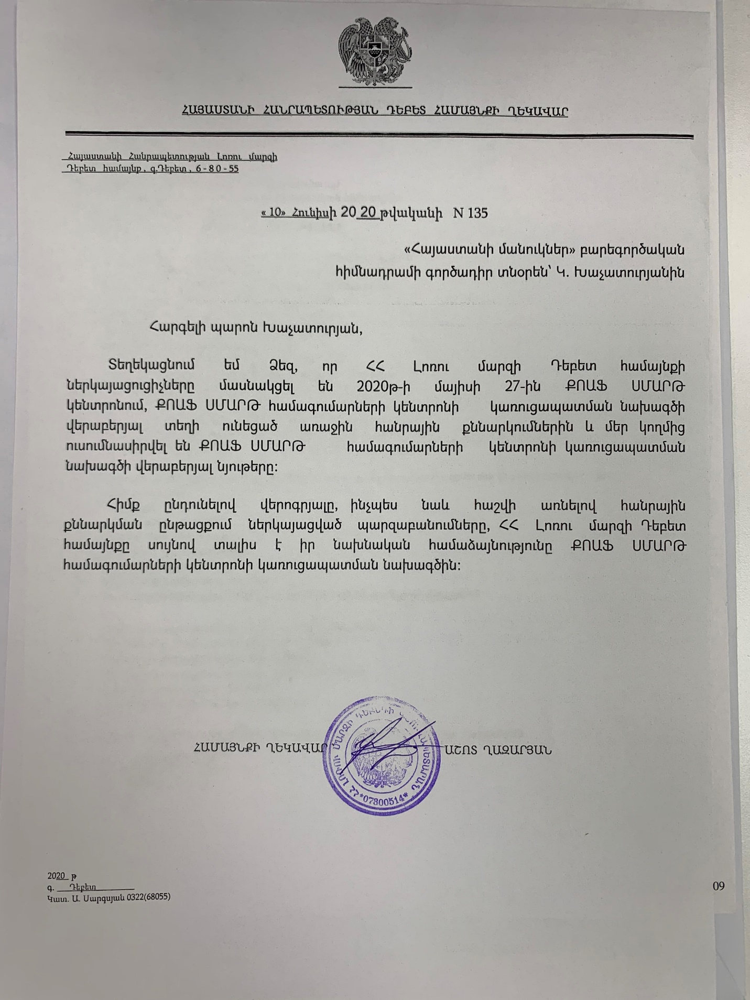 ՀԱՅԱՍՏԱՆԻ ՀԱՆՐԱՊԵՏՈՒԹՅԱՆ ԴԵԲԵՏ ՀԱՄԱՅՆՔԻ ՂԵԿԱՎԱՐ
Հայաստանի Հանրապետության Լոռու մարզի
Դեբետ համայնք, գ.Դեբետ, 6-80-55
« 10» Հունիսի 20 20 թվականի N 135
«Հայաստանի մանուկներ» բարեգործական
հիմնադրամի գործադիր տնօրեն՝ Կ. Խաչատուրյանին
Հարգելի պարոն Խաչատուրյան,
Տեղեկացնում եմ Ձեզ, որ ՀՀ Լոռու մարզի Դեբետ համայնքի
ներկայացուցիչները մասնակցել են 2020թ-ի մայիսի 27-ին ՔՈԱՖ ՍՄԱՐԹ
կենտրոնում, ՔՈԱՖ ՍՄԱՐԹ համագումարների կենտրոնի կառուցապատման նախագծի
վերաբերյալ տեղի ունեցած առաջին հանրային քննարկումներին և մեր կողմից
ուսումնասիրվել են ՔՈԱՖ ՍՄԱՐԹ համագումարների կենտրոնի կառուցապատման
նախագծի վերաբերյալ նյութերը:
Հիմք ընդունելով վերոգրյալը, ինչպես նաև հաշվի առնելով հանրային
քննարկման ընթացքում ներկայացված պարզաբանումները, ՀՀ Լոռու մարզի Դեբետ
համայնքը սույնով տալիս է իր նախնական համաձայնությունը ՔՈԱՖ ՍՄԱՐԹ
համագումարների կենտրոնի կառուցապատման նախագծին:
ՀԱՄԱՅՆՔԻ ՂԵԿԱՎԱՐ ԱՇՈՏ ՂԱԶԱՐՅԱՆ
ՀՀ ԼՈՌՈՒ ՄԱՐԶԻ ԴԵԲԵՏԻ ԳՅՈՒՂԱՊԵՏԱՐԱՆ
*07800514*
2020 թ
գ. Դեբետ
Կատ. Ա. Սարգսյան 0322(68055)
09